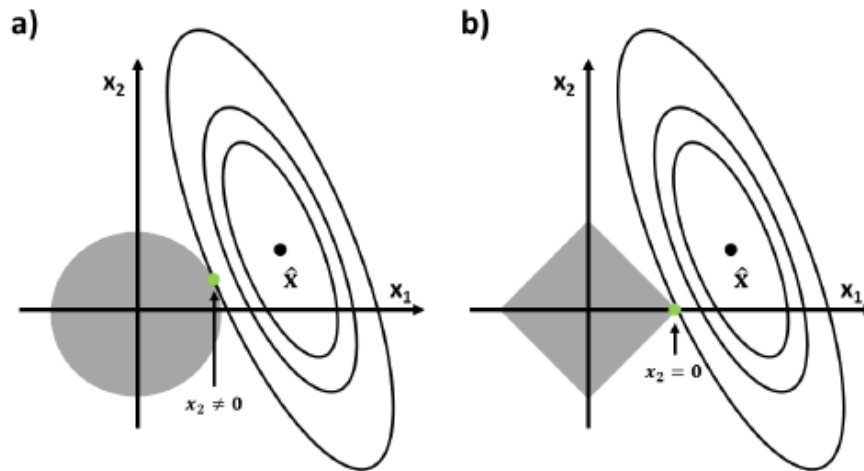 a)
x₂
x̂
x₁
x₂ ≠ 0
b)
x₂
x̂
x₁
x₂ = 0